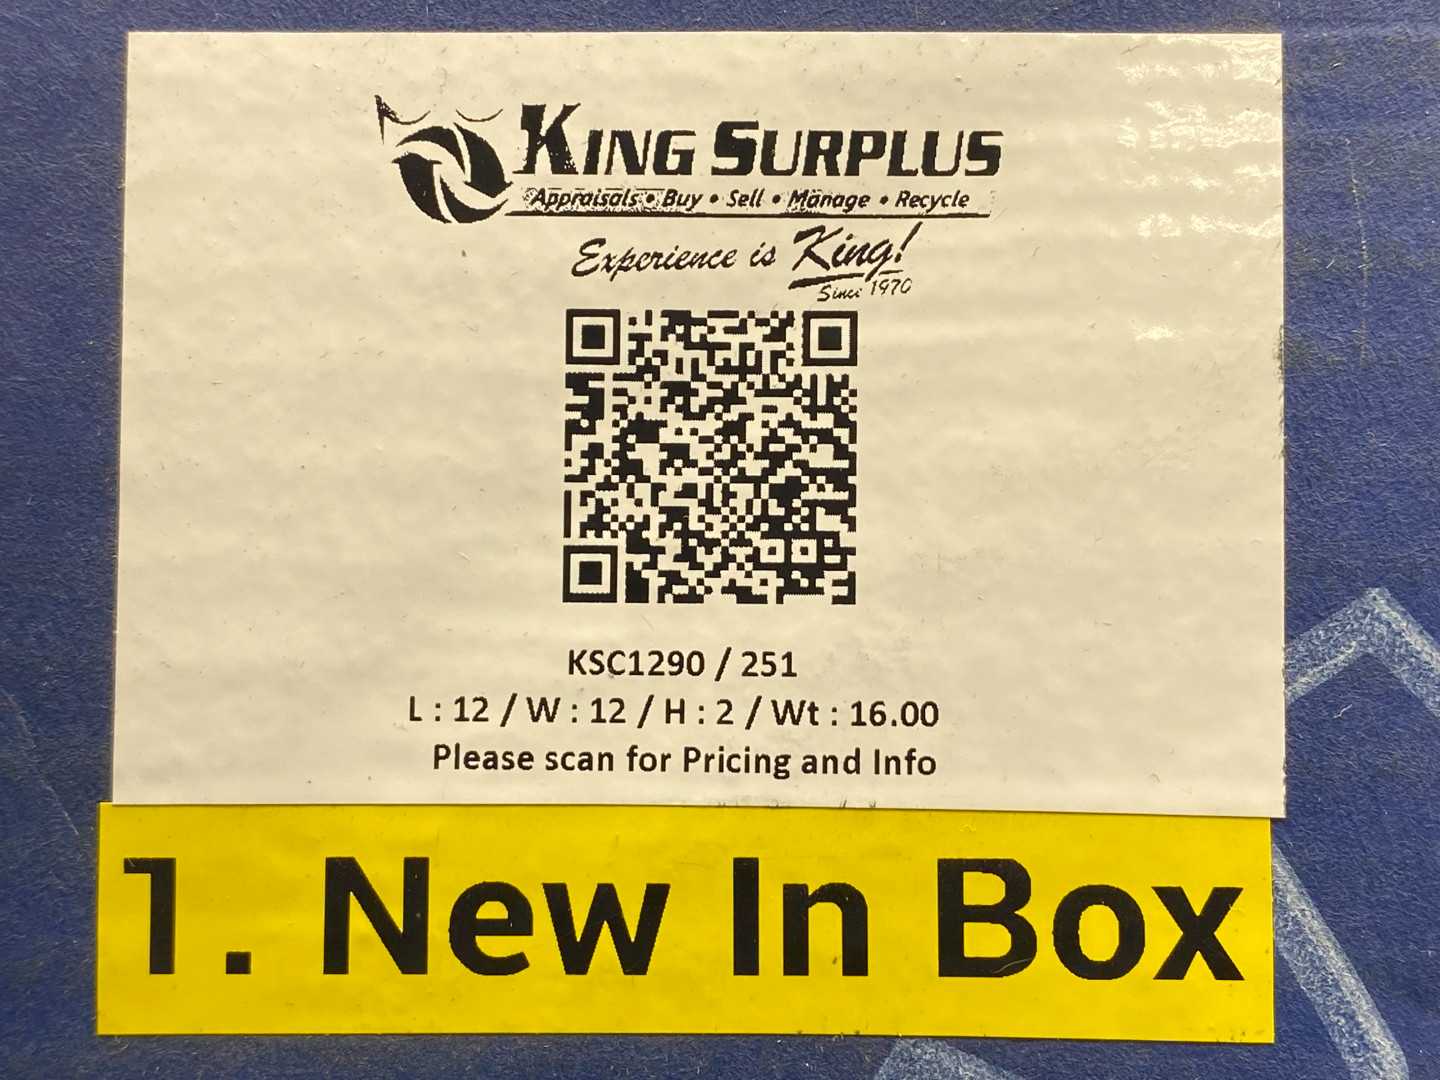 KING SURPLUS
Appraisals • Buy • Sell • Manage • Recycle
Experience is King!
Since 1970
KSC1290 / 251
L : 12 / W : 12 / H : 2 / Wt : 16.00
Please scan for Pricing and Info
1. New In Box